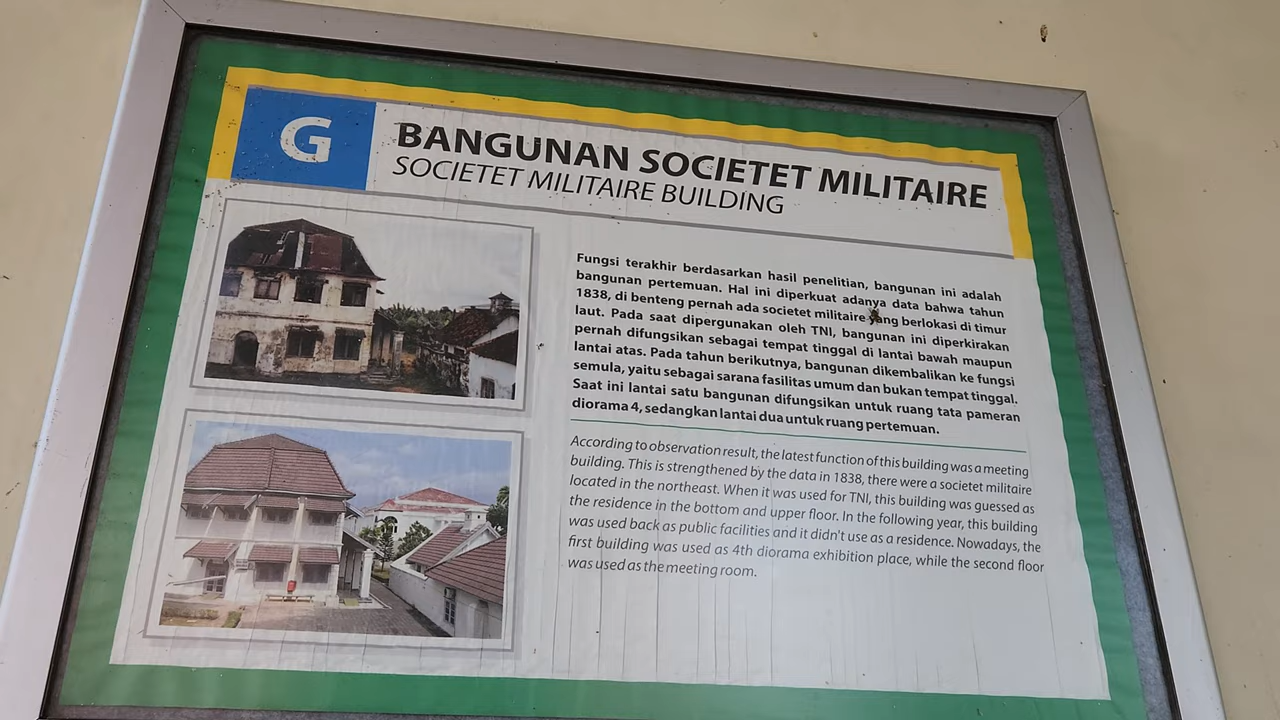 G
BANGUNAN SOCIETET MILITAIRE
SOCIETET MILITAIRE BUILDING
Fungsi terakhir berdasarkan hasil penelitian, bangunan ini adalah
bangunan pertemuan. Hal ini diperkuat adanya data bahwa tahun
1838, di benteng pernah ada societet militaire yang berlokasi di timur
laut. Pada saat dipergunakan oleh TNI, bangunan ini diperkirakan
pernah difungsikan sebagai tempat tinggal di lantai bawah maupun
lantai atas. Pada tahun berikutnya, bangunan dikembalikan ke fungsi
semula, yaitu sebagai sarana fasilitas umum dan bukan tempat tinggal.
Saat ini lantai satu bangunan difungsikan untuk ruang tata pameran
diorama 4, sedangkan lantai dua untuk ruang pertemuan.
According to observation result, the latest function of this building was a meeting
building. This is strengthened by the data in 1838, there were a societet militaire
located in the northeast. When it was used for TNI, this building was guessed as
the residence in the bottom and upper floor. In the following year, this building
was used back as public facilities and it didn't use as a residence. Nowadays, the
first building was used as 4th diorama exhibition place, while the second floor
was used as the meeting room.